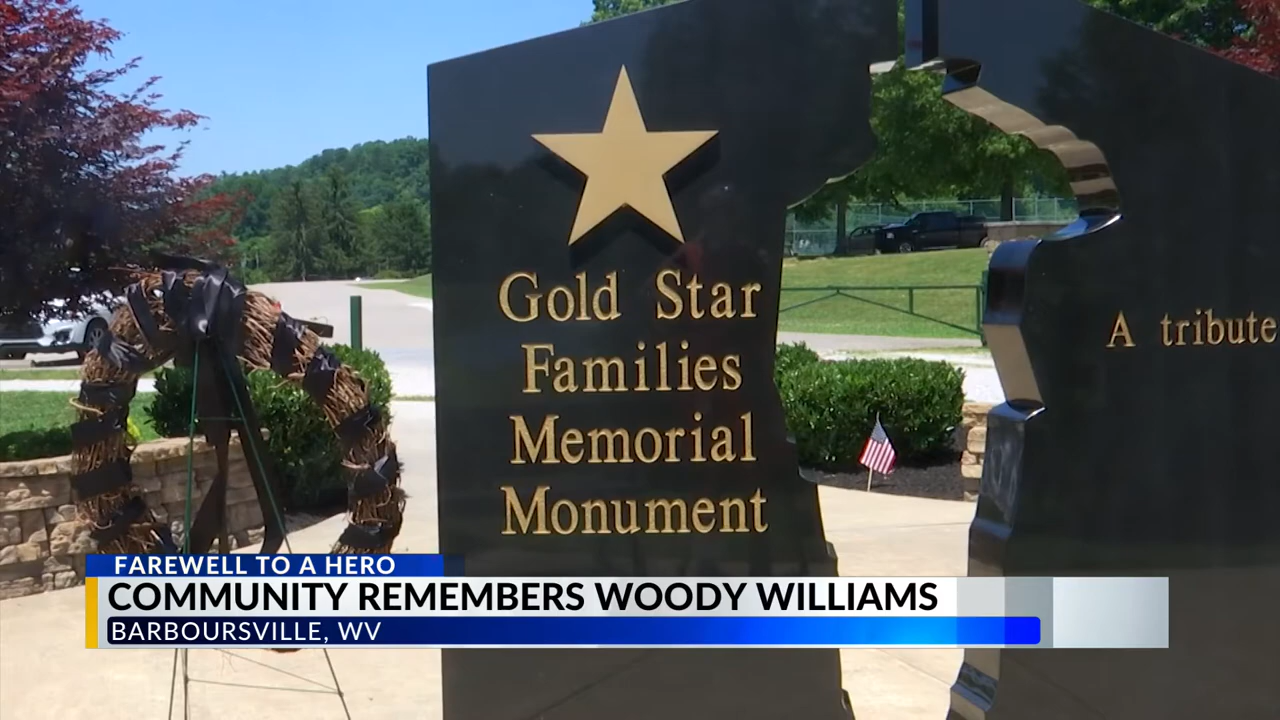 Gold Star
Families
Memorial
Monument
A tribute
FAREWELL TO A HERO
COMMUNITY REMEMBERS WOODY WILLIAMS
BARBOURSVILLE, WV